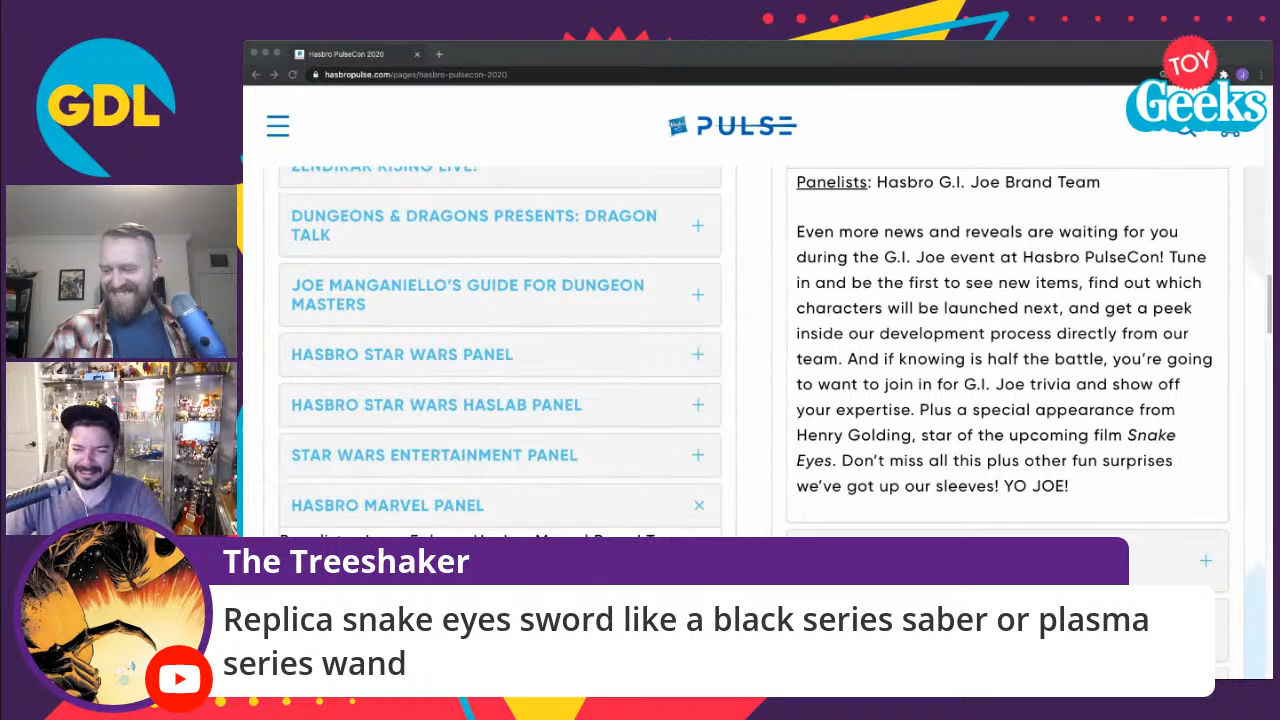 GDL
Hasbro PulseCon 2020
hasbropulse.com/pages/hasbro-pulsecon-2020
TOY
Geeks
PULSE
ZENDIKAR RISING LIVE!
DUNGEONS & DRAGONS PRESENTS: DRAGON
TALK
JOE MANGANIELLO'S GUIDE FOR DUNGEON
MASTERS
HASBRO STAR WARS PANEL
HASBRO STAR WARS HASLAB PANEL
STAR WARS ENTERTAINMENT PANEL
HASBRO MARVEL PANEL
Panelists: Hasbro G.I. Joe Brand Team
Even more news and reveals are waiting for you
during the G.I. Joe event at Hasbro PulseCon! Tune
in and be the first to see new items, find out which
characters will be launched next, and get a peek
inside our development process directly from our
team. And if knowing is half the battle, you're going
to want to join in for G.I. Joe trivia and show off
your expertise. Plus a special appearance from
Henry Golding, star of the upcoming film Snake
Eyes. Don't miss all this plus other fun surprises
we've got up our sleeves! YO JOE!
The Treeshaker
Replica snake eyes sword like a black series saber or plasma
series wand